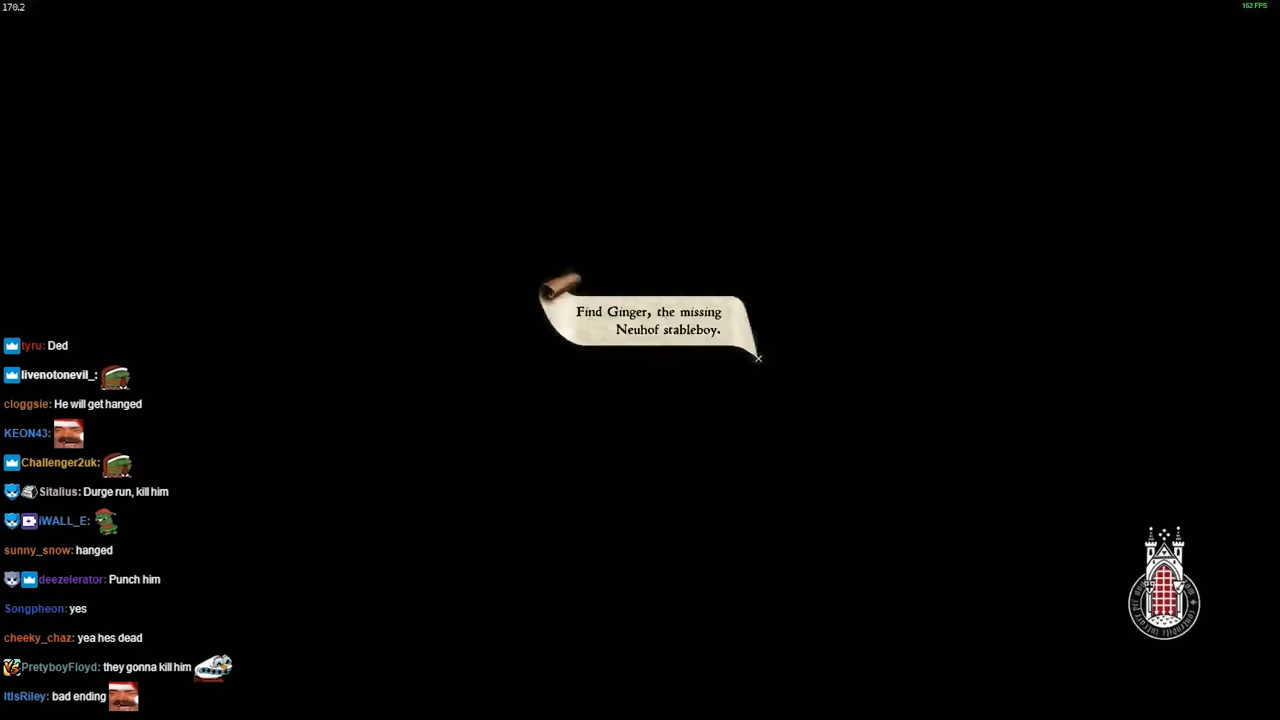 170.2
162 FPS
Find Ginger, the missing
Neuhof stableboy.
tyru: Ded
livenotonevil_:
cloggsie: He will get hanged
KEON43:
Challenger2uk:
Sitalius: Durge run, kill him
iWALL_E:
sunny_snow: hanged
deezelerator: Punch him
Songpheon: yes
cheeky_chaz: yea hes dead
PretyboyFloyd: they gonna kill him
ItIsRiley: bad ending